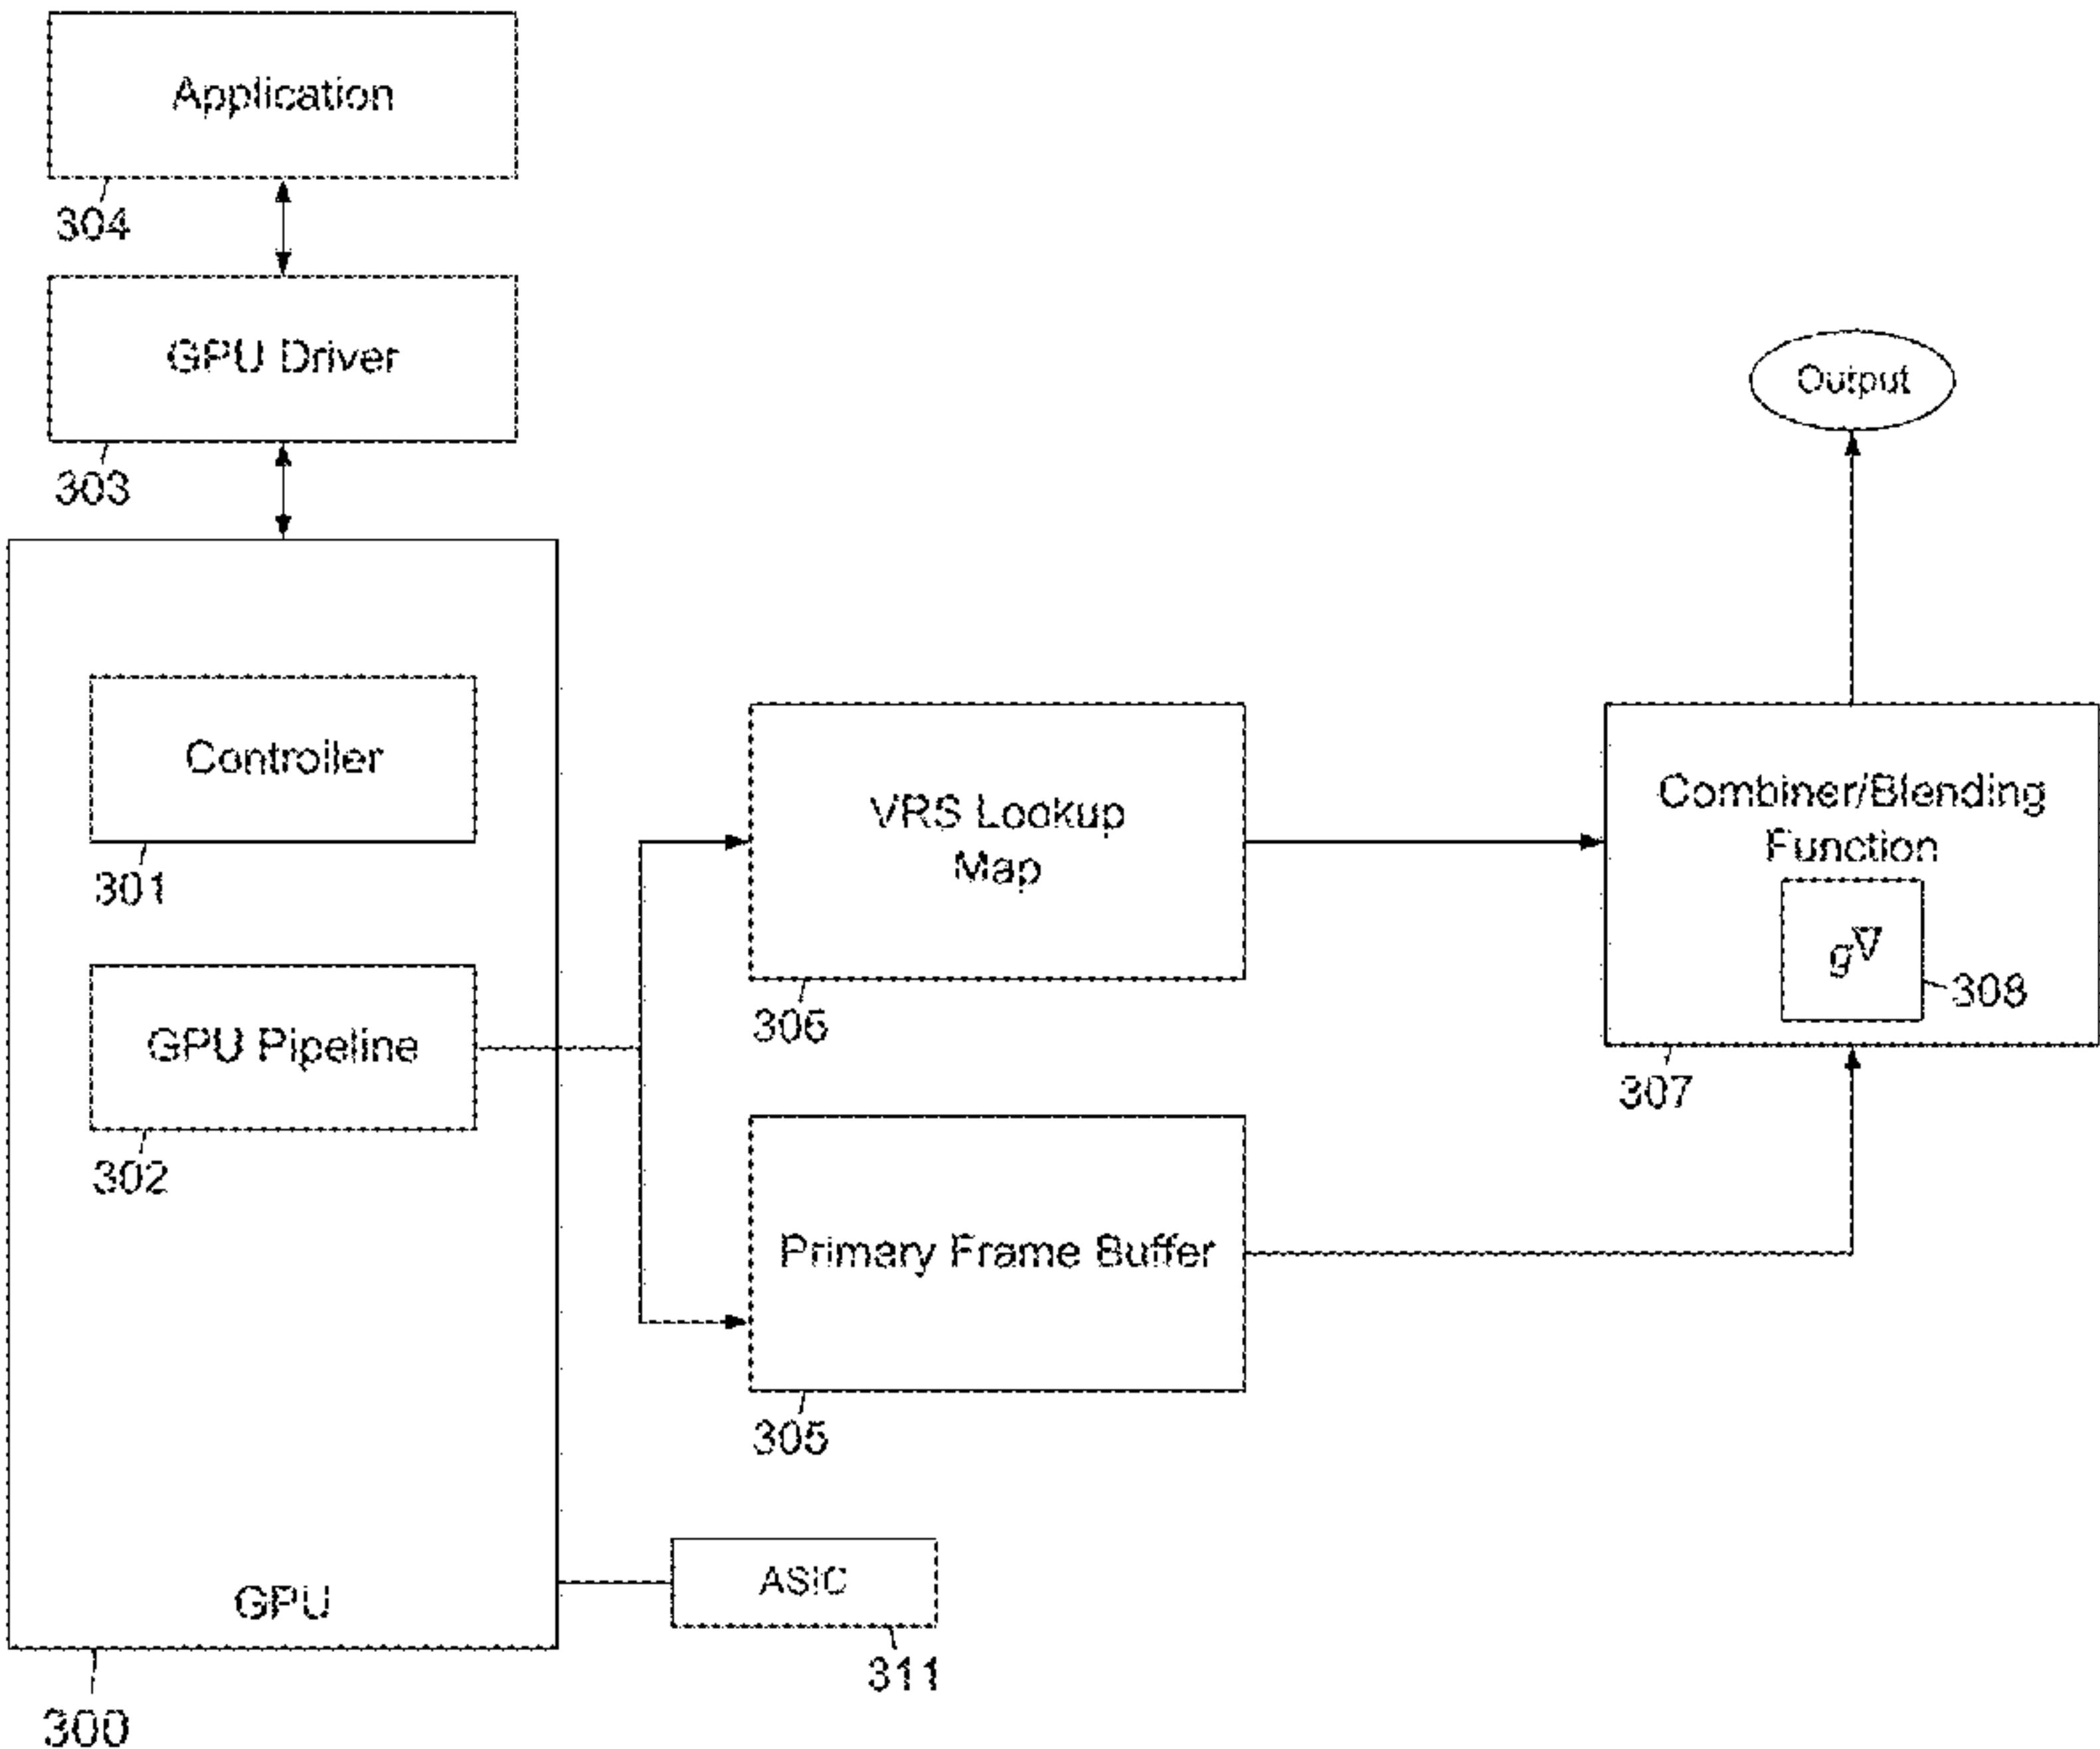 Application
304
GPU Driver
303
Output
Controller
301
VRS Lookup
Map
306
Combiner/Blending
Function
g∇
308
307
GPU Pipeline
302
Primary Frame Buffer
305
ASIC
311
GPU
300